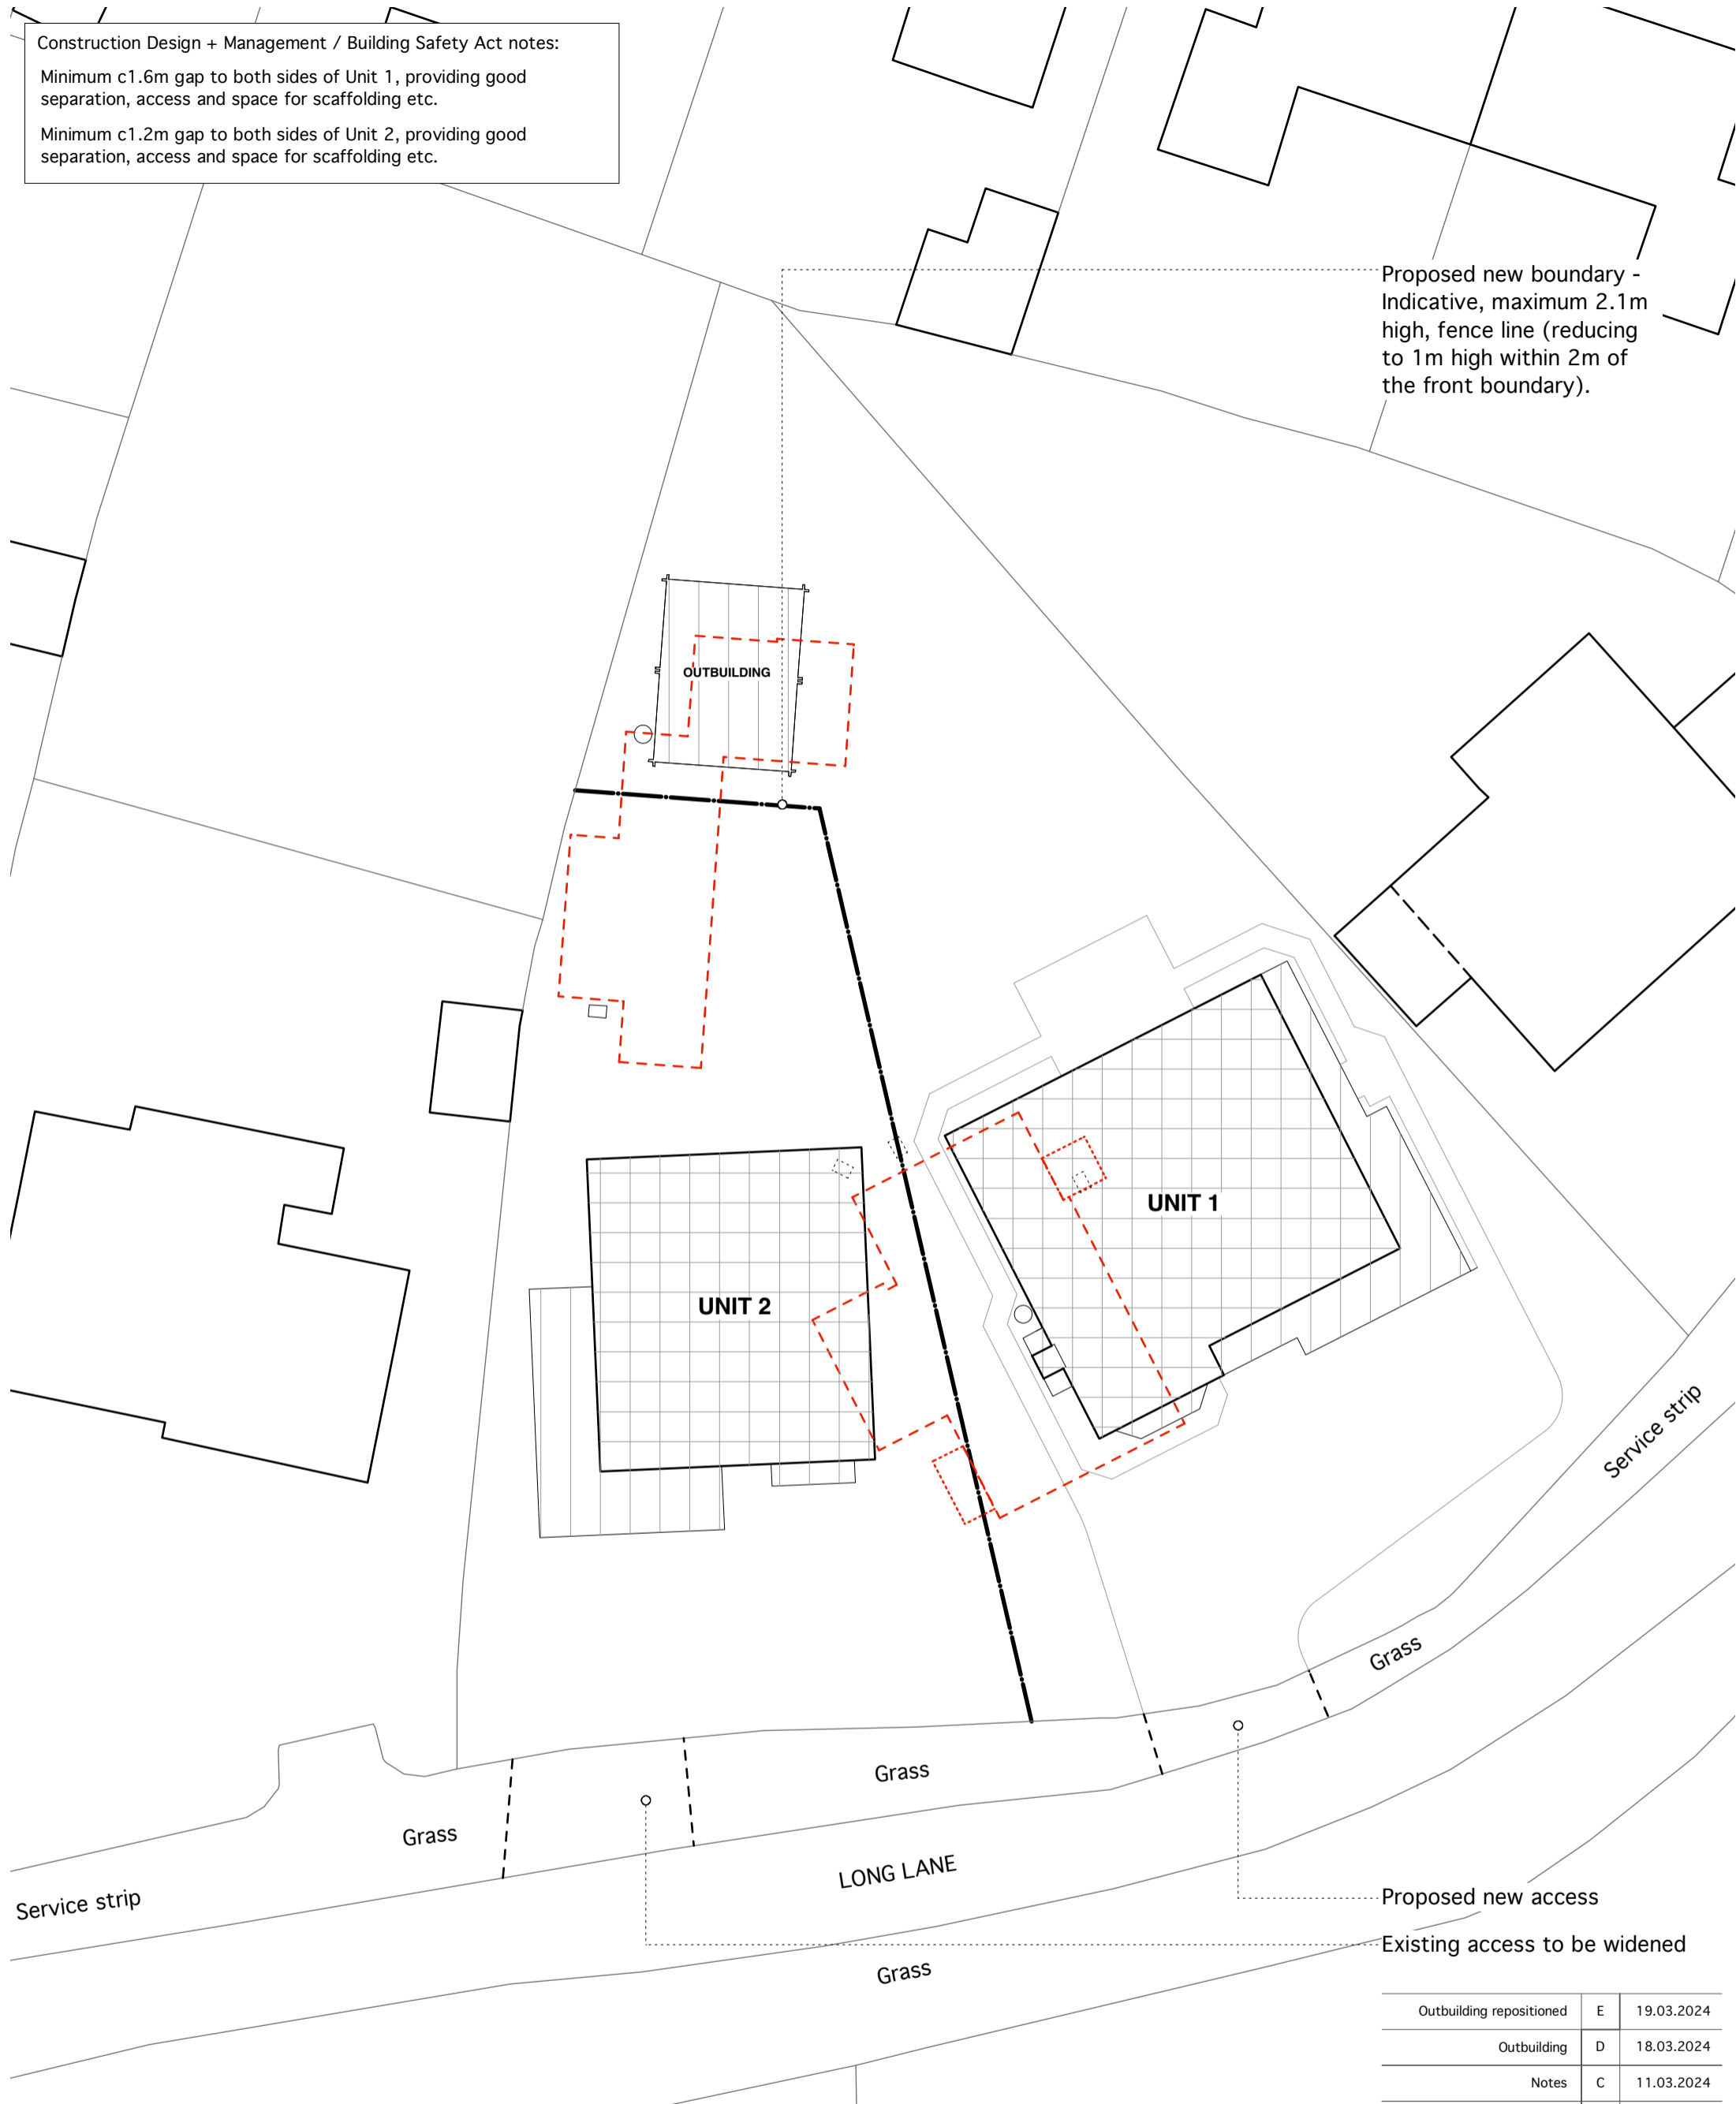 Construction Design + Management / Building Safety Act notes:
Minimum c1.6m gap to both sides of Unit 1, providing good
separation, access and space for scaffolding etc.
Minimum c1.2m gap to both sides of Unit 2, providing good
separation, access and space for scaffolding etc.
Proposed new boundary -
Indicative, maximum 2.1m
high, fence line (reducing
to 1m high within 2m of
the front boundary).
OUTBUILDING
UNIT 1
UNIT 2
Service strip
Grass
Grass
Grass
LONG LANE
Service strip
Proposed new access
Existing access to be widened
Grass
Outbuilding repositioned E 19.03.2024
Outbuilding D 18.03.2024
Notes C 11.03.2024